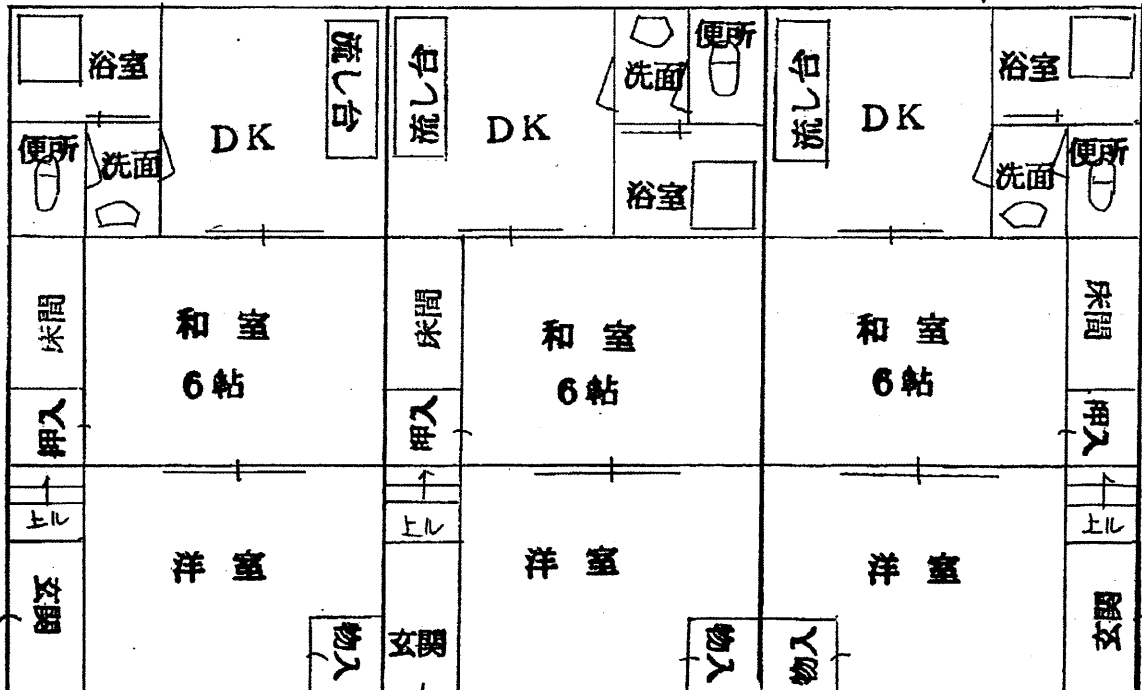 浴室
便所
洗面
DK
流し台
流し台
DK
洗面
便所
浴室
流し台
DK
浴室
洗面
便所
床間
和室
6帖
押入
床間
和室
6帖
押入
和室
6帖
床間
押入
上ル
玄関
洋室
物入
上ル
玄関
洋室
物入
物入
洋室
上ル
玄関